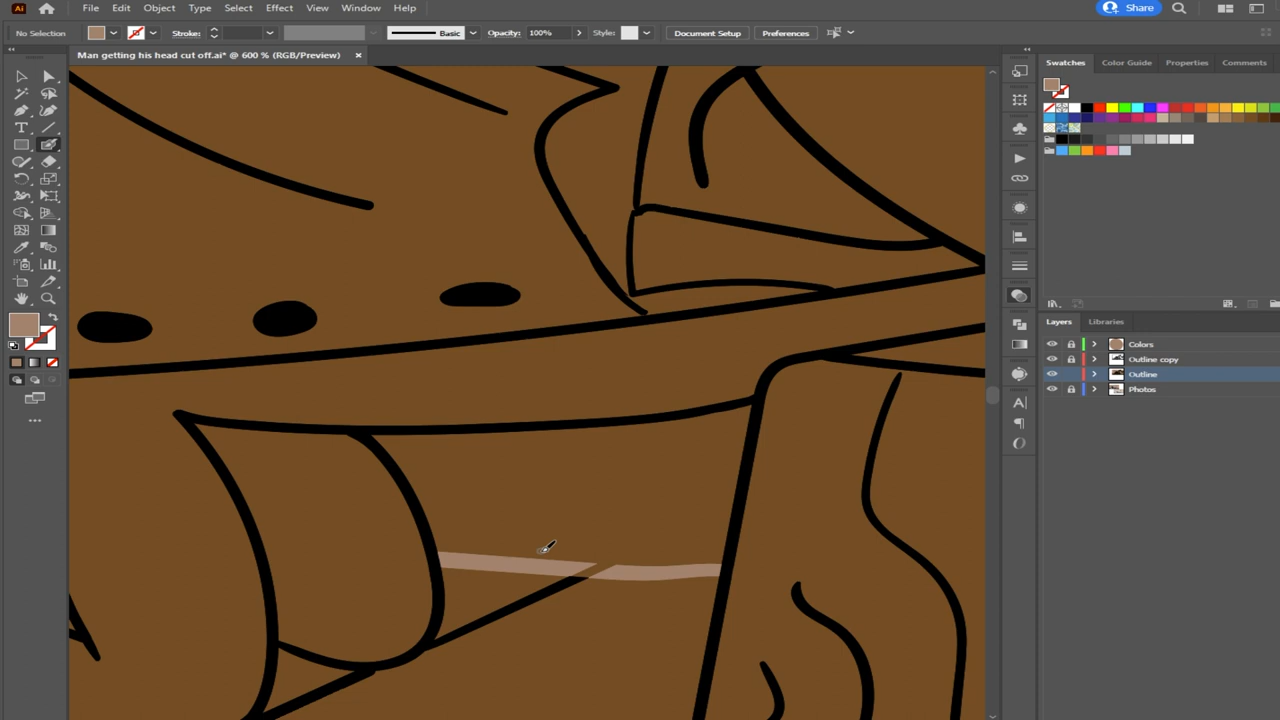 Ai File Edit Object Type Select Effect View Window Help Share
No Selection Stroke: Basic Opacity: 100% Style: Document Setup Preferences
Man getting his head cut off.ai* @ 600 % (RGB/Preview)
Swatches Color Guide Properties Comments
Layers Libraries
Colors
Outline copy
Outline
Photos